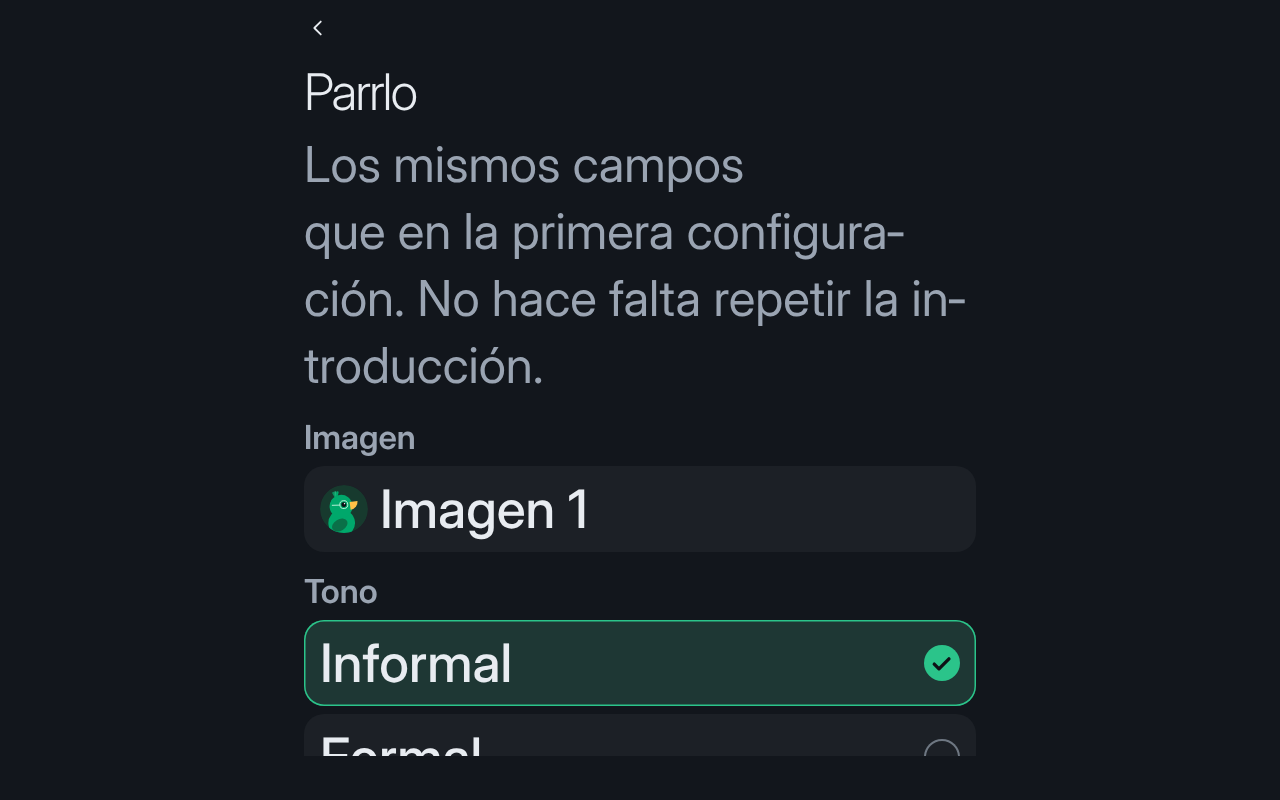 Parrlo
Los mismos campos
que en la primera configura-
ción. No hace falta repetir la in-
troducción.
Imagen
Imagen 1
Tono
Informal
Formal